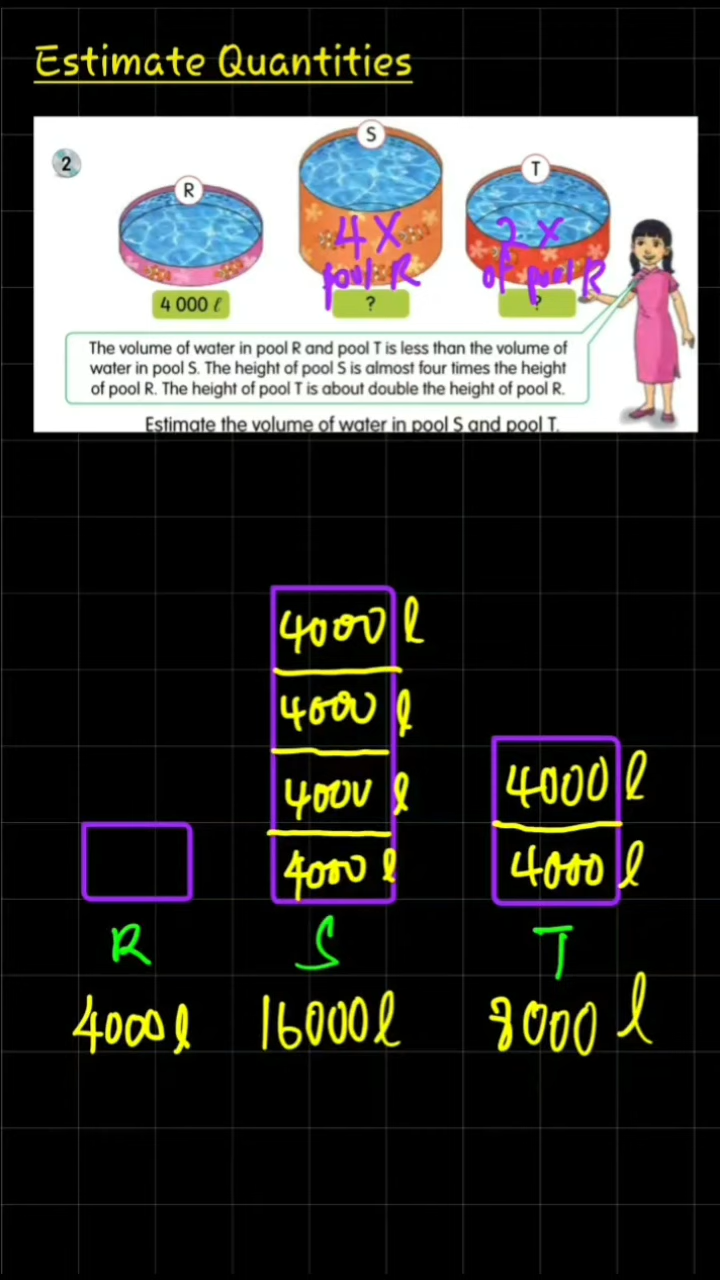 Estimate Quantities
2
R
S
T
4 X
pool R
2 X
of pool R
4 000 ℓ
?
?
The volume of water in pool R and pool T is less than the volume of
water in pool S. The height of pool S is almost four times the height
of pool R. The height of pool T is about double the height of pool R.
Estimate the volume of water in pool S and pool T.
4000 ℓ
4000 ℓ
4000 ℓ
4000 ℓ
4000 ℓ
4000 ℓ
R
S
T
4000 ℓ
16000 ℓ
8000 ℓ